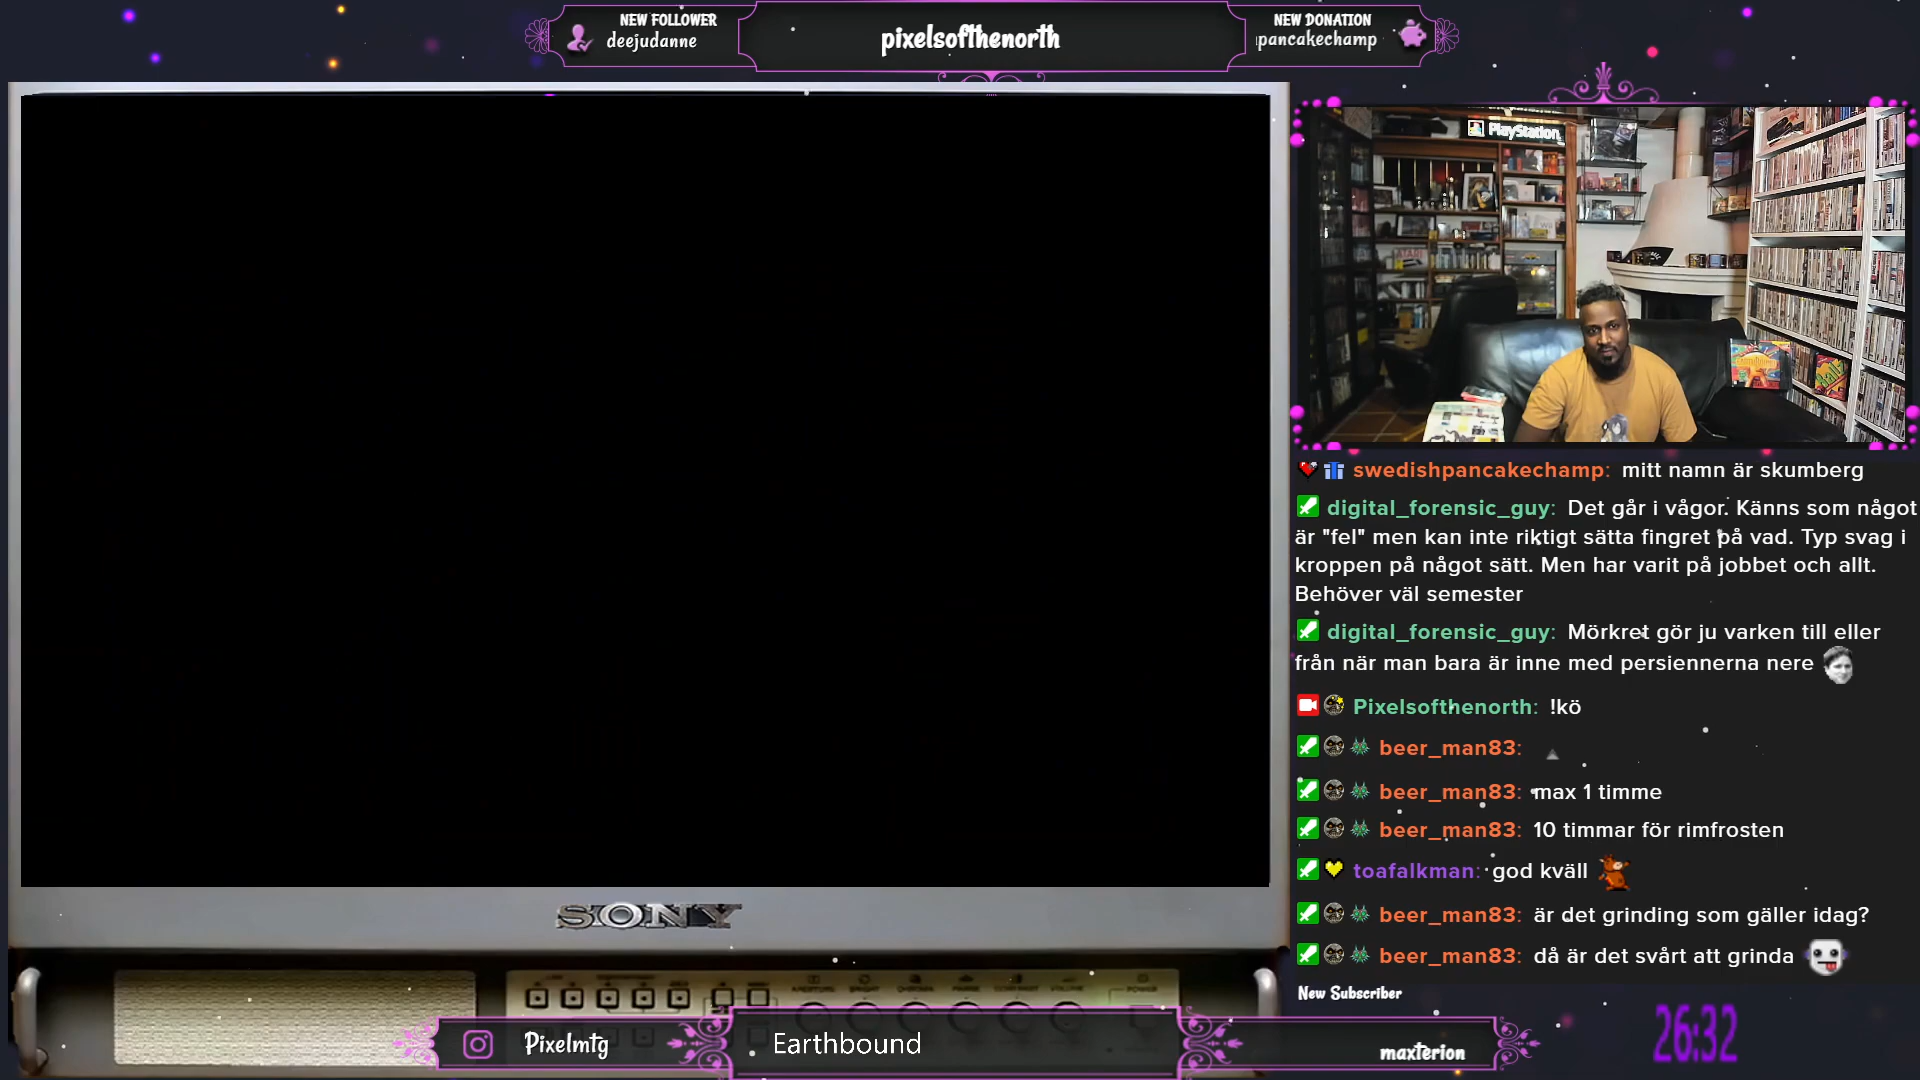 NEW FOLLOWER
deejudanne
pixelsofthenorth
NEW DONATION
pancakechamp
PlayStation
swedishpancakechamp: mitt namn är skumberg
digital_forensic_guy: Det går i vågor. Känns som något
är "fel" men kan inte riktigt sätta fingret på vad. Typ svag i
kroppen på något sätt. Men har varit på jobbet och allt.
Behöver väl semester
digital_forensic_guy: Mörkret gör ju varken till eller
från när man bara är inne med persiennerna nere
Pixelsofthenorth: !kö
beer_man83:
beer_man83: max 1 timme
beer_man83: 10 timmar för rimfrosten
toafalkman: god kväll
beer_man83: är det grinding som gäller idag?
beer_man83: då är det svårt att grinda
New Subscriber
maxterion
26:32
SONY
Pixelmtg
Earthbound